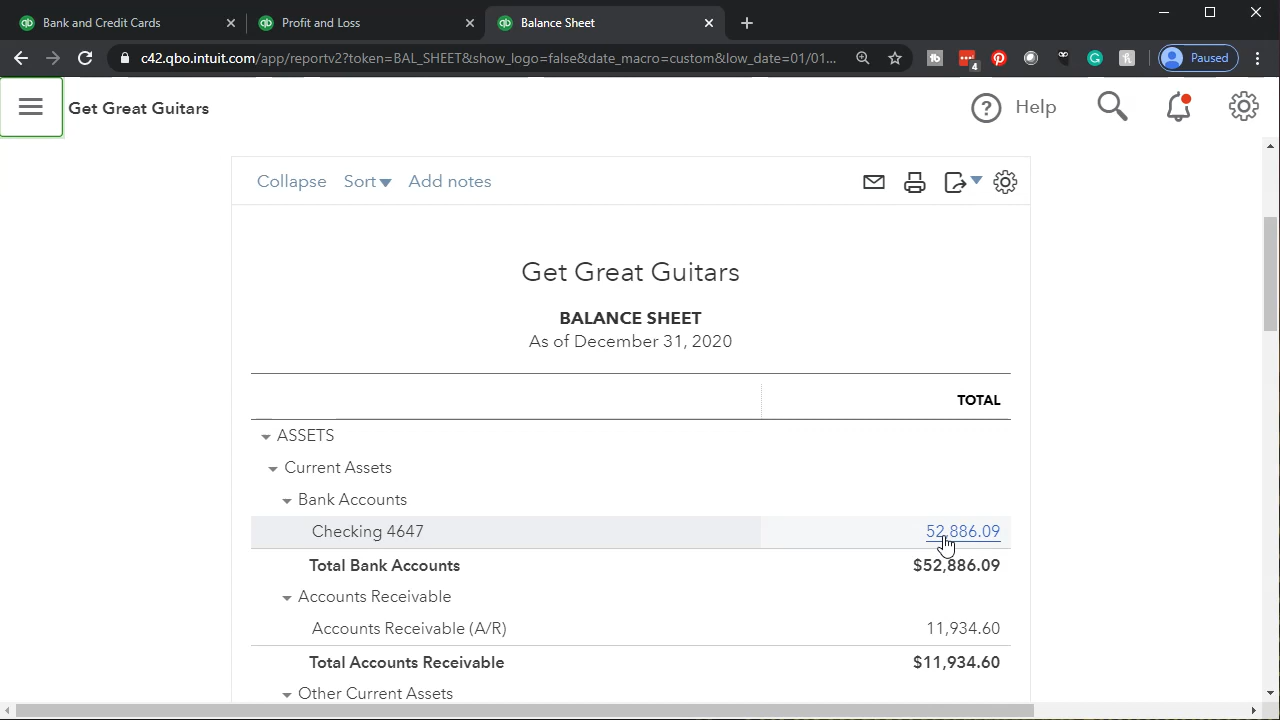 Bank and Credit Cards
Profit and Loss
Balance Sheet
c42.qbo.intuit.com/app/reportv2?token=BAL_SHEET&show_logo=false&date_macro=custom&low_date=01/01...
4
Paused
Get Great Guitars
Help
Collapse Sort Add notes
Get Great Guitars
BALANCE SHEET
As of December 31, 2020
TOTAL
ASSETS
Current Assets
Bank Accounts
Checking 4647 52,886.09
Total Bank Accounts $52,886.09
Accounts Receivable
Accounts Receivable (A/R) 11,934.60
Total Accounts Receivable $11,934.60
Other Current Assets